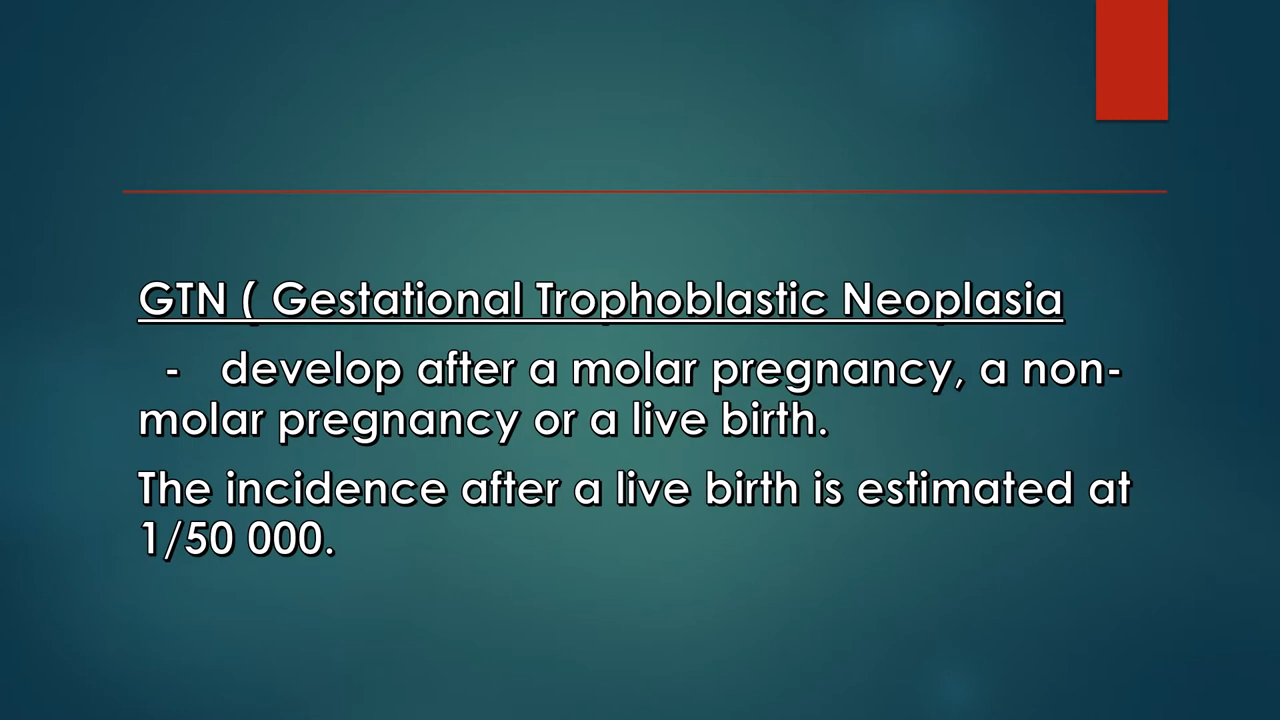 GTN ( Gestational Trophoblastic Neoplasia
- develop after a molar pregnancy, a non-
molar pregnancy or a live birth.
The incidence after a live birth is estimated at
1/50 000.